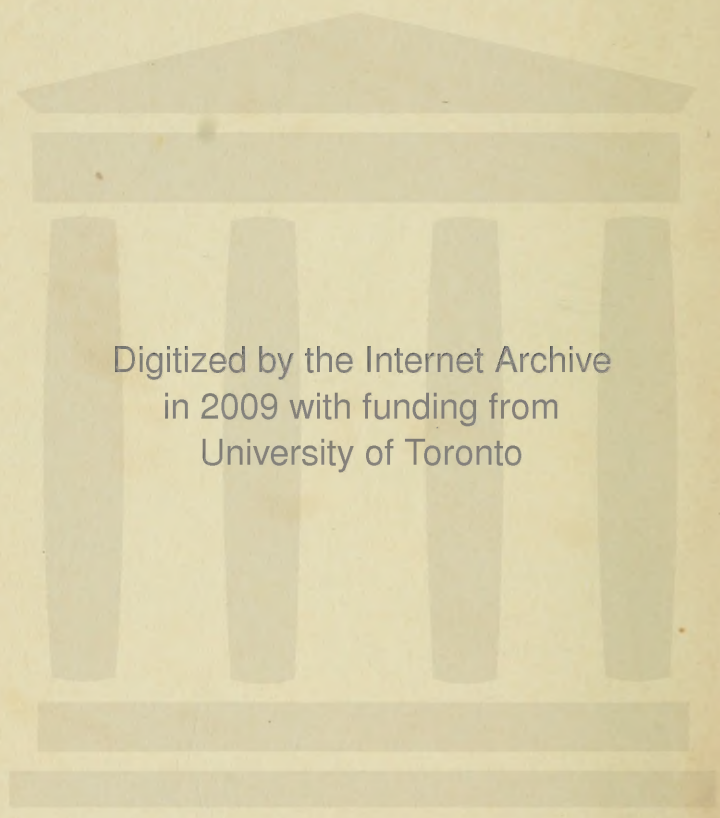 Digitized by the Internet Archive
in 2009 with funding from
University of Toronto